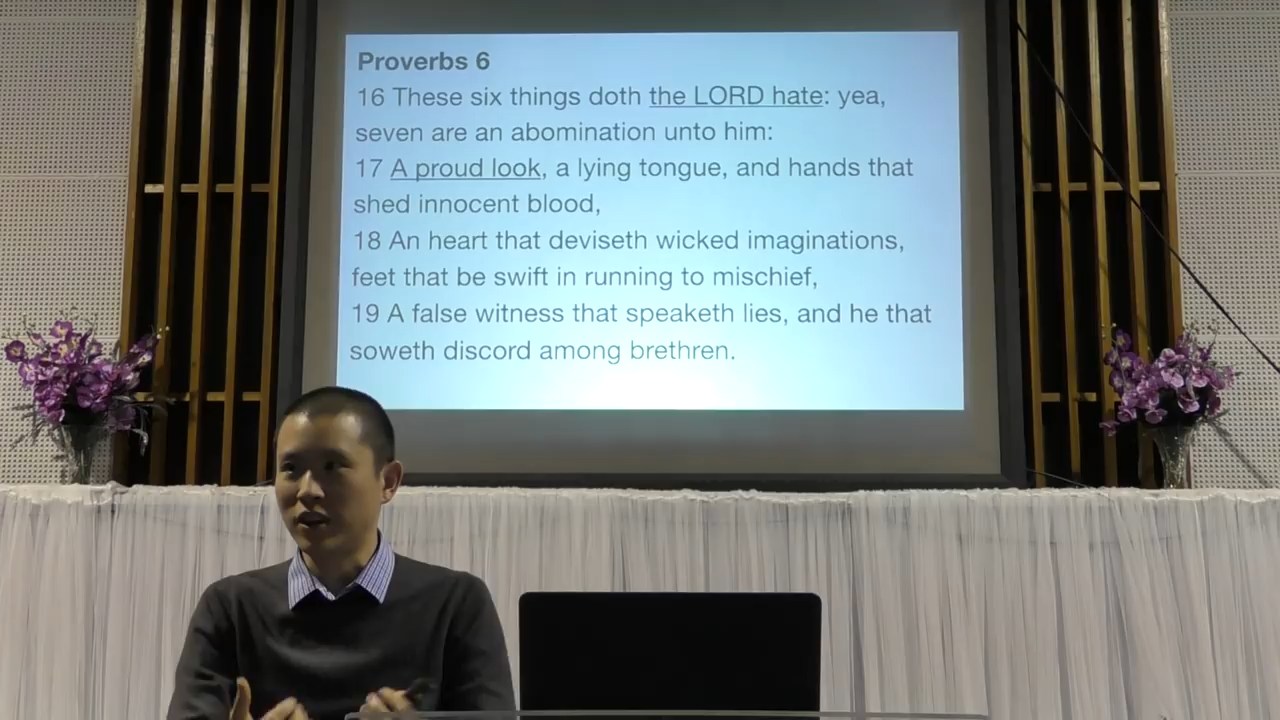 Proverbs 6
16 These six things doth the LORD hate: yea,
seven are an abomination unto him:
17 A proud look, a lying tongue, and hands that
shed innocent blood,
18 An heart that deviseth wicked imaginations,
feet that be swift in running to mischief,
19 A false witness that speaketh lies, and he that
soweth discord among brethren.